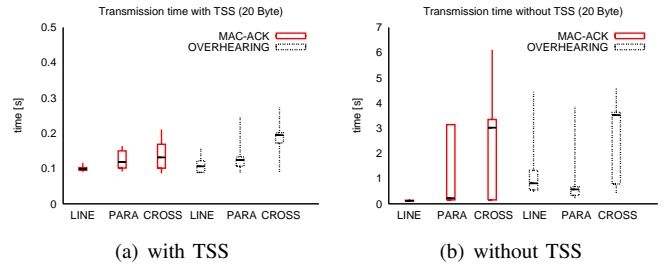 Transmission time with TSS (20 Byte)
0.5
0.4
0.3
0.2
0.1
0
time [s]
MAC-ACK
OVERHEARING
LINE PARA CROSS LINE PARA CROSS
(a) with TSS
Transmission time without TSS (20 Byte)
7
6
5
4
3
2
1
0
time [s]
MAC-ACK
OVERHEARING
LINE PARA CROSS LINE PARA CROSS
(b) without TSS